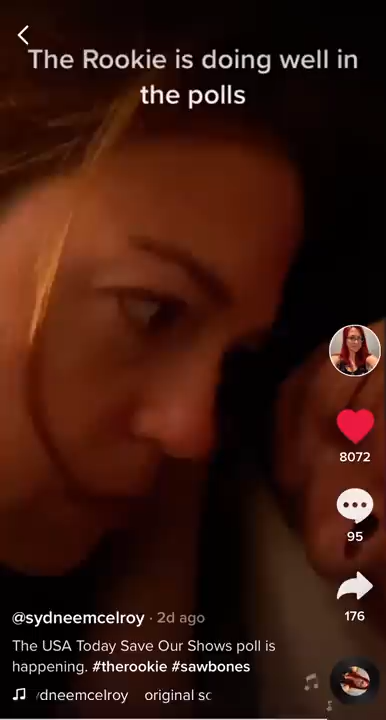 The Rookie is doing well in
the polls
8072
95
176
@sydneemcelroy · 2d ago
The USA Today Save Our Shows poll is
happening. #therookie #sawbones
dneemcelroy original sc